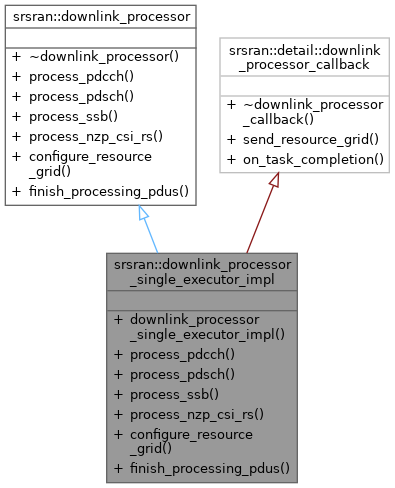 srsran::downlink_processor
+ ~downlink_processor()
+ process_pdcch()
+ process_pdsch()
+ process_ssb()
+ process_nzp_csi_rs()
+ configure_resource
_grid()
+ finish_processing_pdus()
srsran::detail::downlink
_processor_callback
+ ~downlink_processor
_callback()
+ send_resource_grid()
+ on_task_completion()
srsran::downlink_processor
_single_executor_impl
+ downlink_processor
_single_executor_impl()
+ process_pdcch()
+ process_pdsch()
+ process_ssb()
+ process_nzp_csi_rs()
+ configure_resource
_grid()
+ finish_processing_pdus()